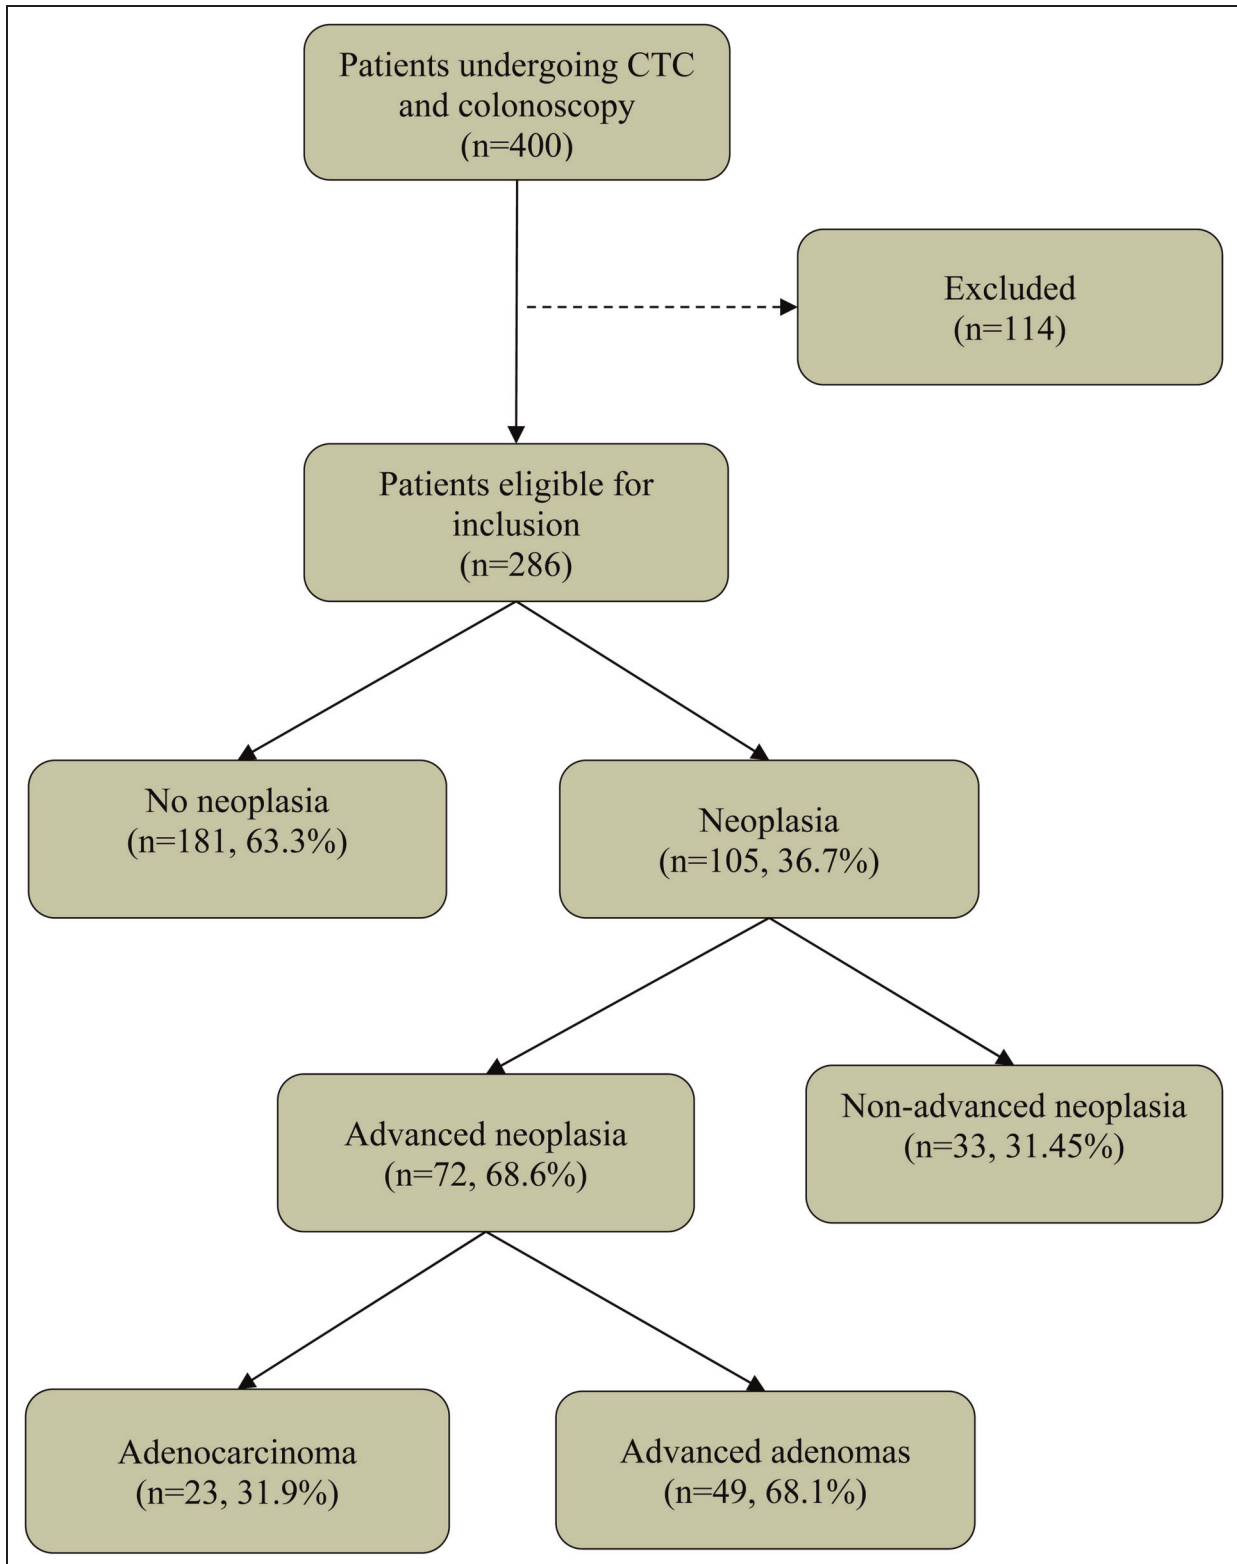 Patients undergoing CTC
and colonoscopy
(n=400)
Excluded
(n=114)
Patients eligible for
inclusion
(n=286)
No neoplasia
(n=181, 63.3%)
Neoplasia
(n=105, 36.7%)
Advanced neoplasia
(n=72, 68.6%)
Non-advanced neoplasia
(n=33, 31.45%)
Adenocarcinoma
(n=23, 31.9%)
Advanced adenomas
(n=49, 68.1%)